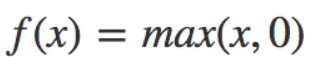 f(x) = max(x, 0)